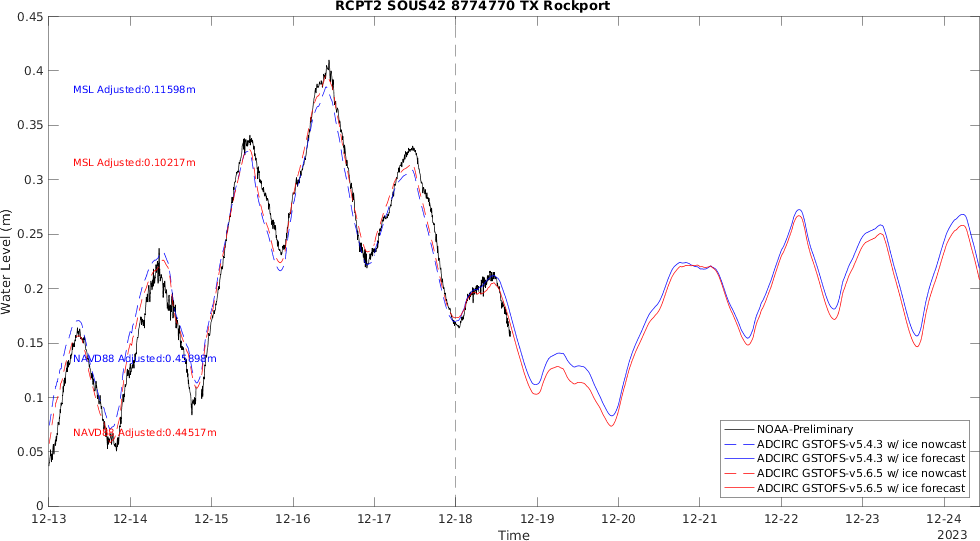 RCPT2 SOUS42 8774770 TX Rockport
0.45
0.4
0.35
0.3
0.25
0.2
0.15
0.1
0.05
0
Water Level (m)
MSL Adjusted:0.11598m
MSL Adjusted:0.10217m
NAVD88 Adjusted:0.45898m
NAVD88 Adjusted:0.44517m
NOAA-Preliminary
ADCIRC GSTOFS-v5.4.3 w/ ice nowcast
ADCIRC GSTOFS-v5.4.3 w/ ice forecast
ADCIRC GSTOFS-v5.6.5 w/ ice nowcast
ADCIRC GSTOFS-v5.6.5 w/ ice forecast
12-13 12-14 12-15 12-16 12-17 12-18 12-19 12-20 12-21 12-22 12-23 12-24
Time
2023